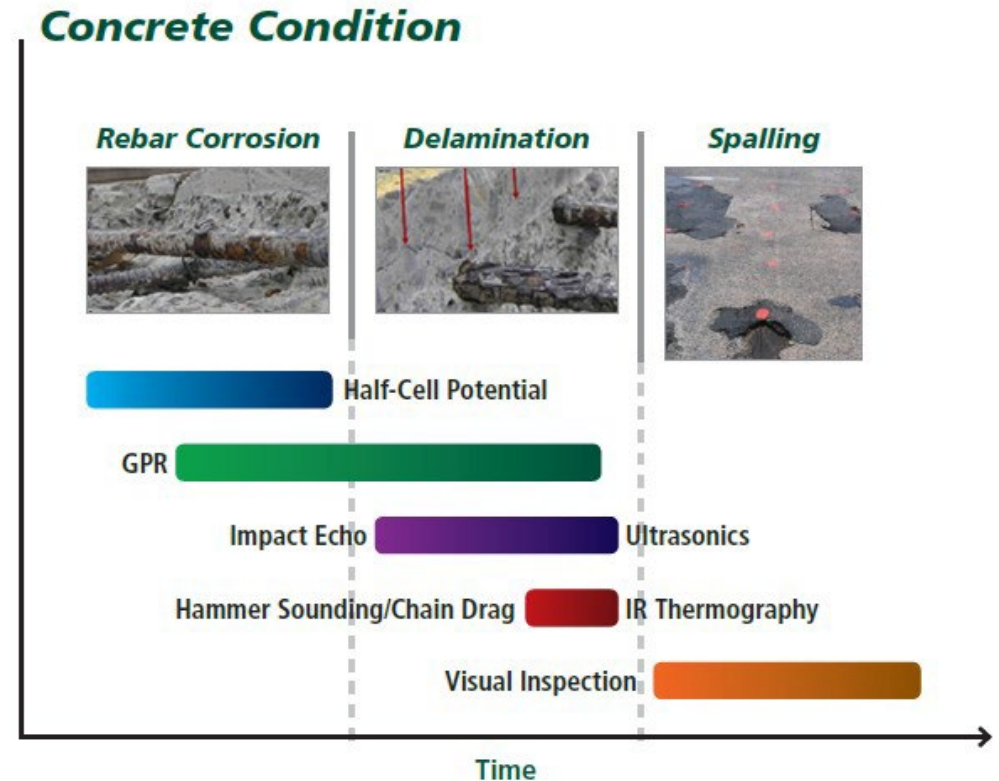 Concrete Condition
Rebar Corrosion
Delamination
Spalling
Half-Cell Potential
GPR
Impact Echo
Ultrasonics
Hammer Sounding/Chain Drag
IR Thermography
Visual Inspection
Time